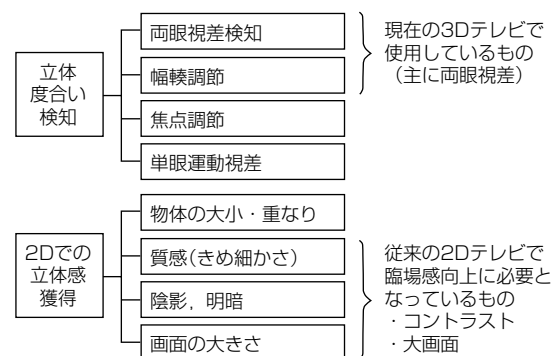 立体
度合い
検知
両眼視差検知
幅輳調節
焦点調節
単眼運動視差
現在の3Dテレビで
使用しているもの
（主に両眼視差）
2Dでの
立体感
獲得
物体の大小・重なり
質感（きめ細かさ）
陰影，明暗
画面の大きさ
従来の2Dテレビで
臨場感向上に必要と
なっているもの
・コントラスト
・大画面